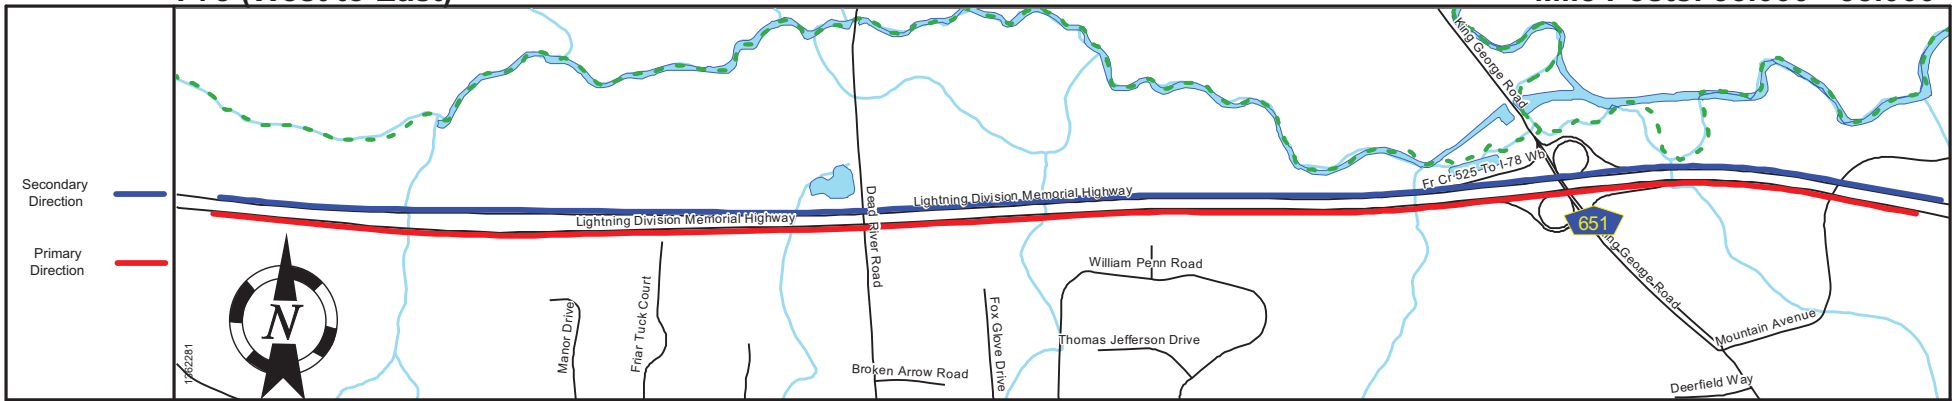 Secondary
Direction
Primary
Direction
King George Road
Fr Cr 525 To I-78 Wb
Lightning Division Memorial Highway
Lightning Division Memorial Highway
Dead River Road
651
King George Road
William Penn Road
Manor Drive
Friar Tuck Court
Fox Glove Drive
Thomas Jefferson Drive
Mountain Avenue
Broken Arrow Road
Deerfield Way
N